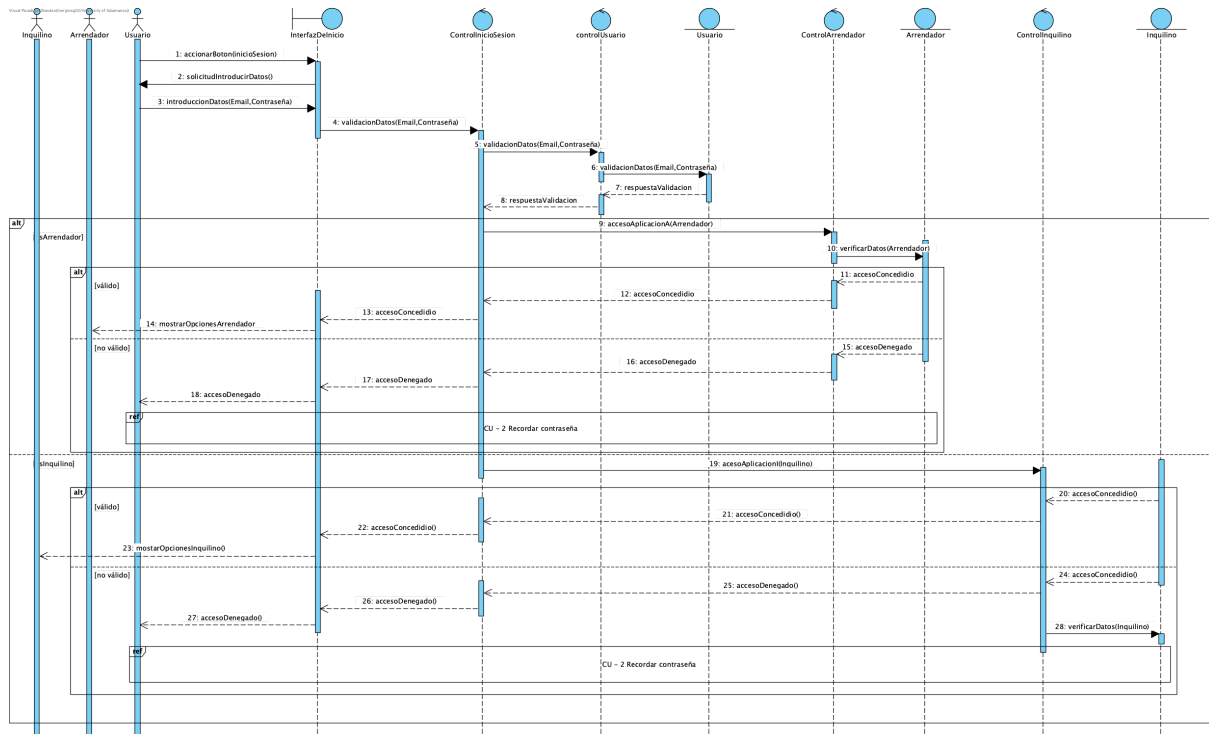 Inquilino
Arrendador
Usuario
InterfazDeInicio
ControlInicioSesion
controlUsuario
Usuario
ControlArrendador
Arrendador
ControlInquilino
Inquilino
1: accionarBoton(inicioSesion)
2: solicitudIntroducirDatos()
3: introduccionDatos(Email,Contraseña)
4: validacionDatos(Email,Contraseña)
5: validacionDatos(Email,Contraseña)
6: validacionDatos(Email,Contraseña)
7: respuestaValidacion
8: respuestaValidacion
alt
9: accesoAplicacionA(Arrendador)
sArrendador]
10: verificarDatos(Arrendador)
alt
11: accesoConcedidio
[válido]
12: accesoConcedidio
13: accesoConcedidio
14: mostrarOpcionesArrendador
[no válido]
15: accesoDenegado
16: accesoDenegado
17: accesoDenegado
18: accesoDenegado
ref
CU - 2 Recordar contraseña
sInquilino]
19: acesoAplicacionI(Inquilino)
alt
20: accesoConcedidio()
[válido]
21: accesoConcedidio()
22: accesoConcedidio()
23: mostarOpcionesInquilino()
[no válido]
24: accesoConcedidio()
25: accesoDenegado()
26: accesoDenegado()
27: accesoDenegado()
28: verificarDatos(Inquilino)
ref
CU - 2 Recordar contraseña